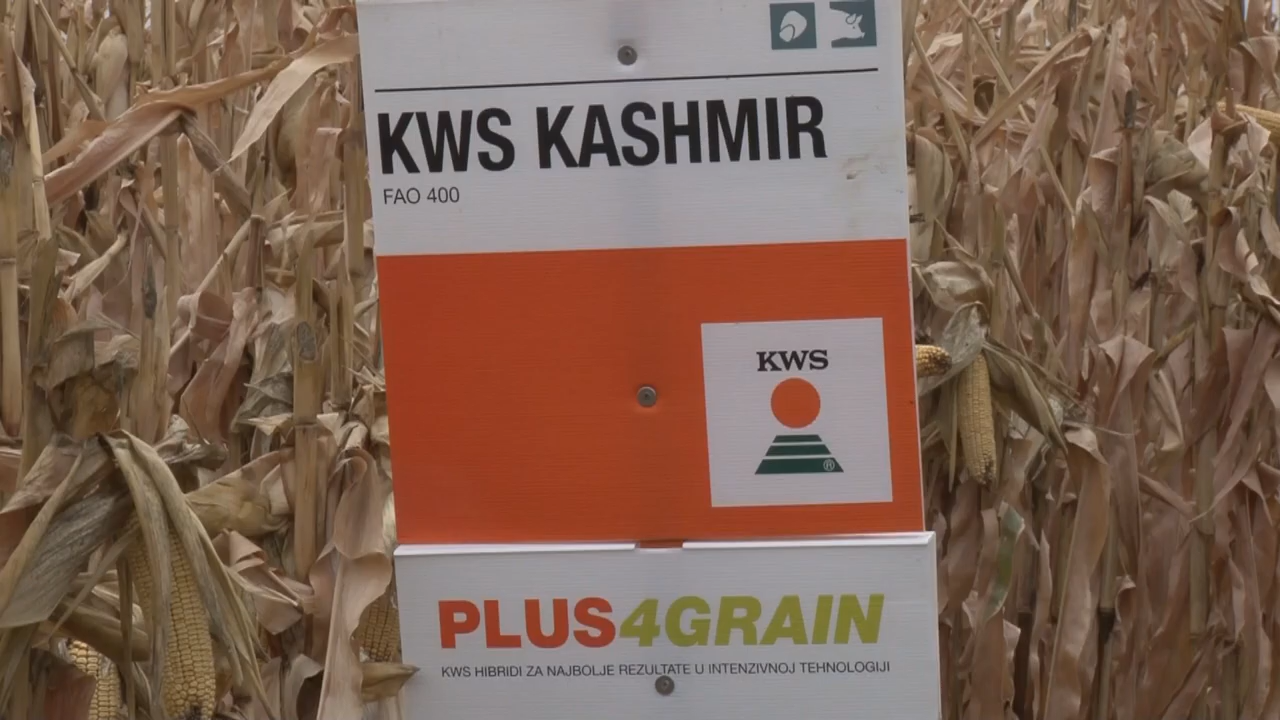 KWS KASHMIR
FAO 400
KWS
®
PLUS4GRAIN
KWS HIBRIDI ZA NAJBOLJE REZULTATE U INTENZIVNOJ TEHNOLOGIJI